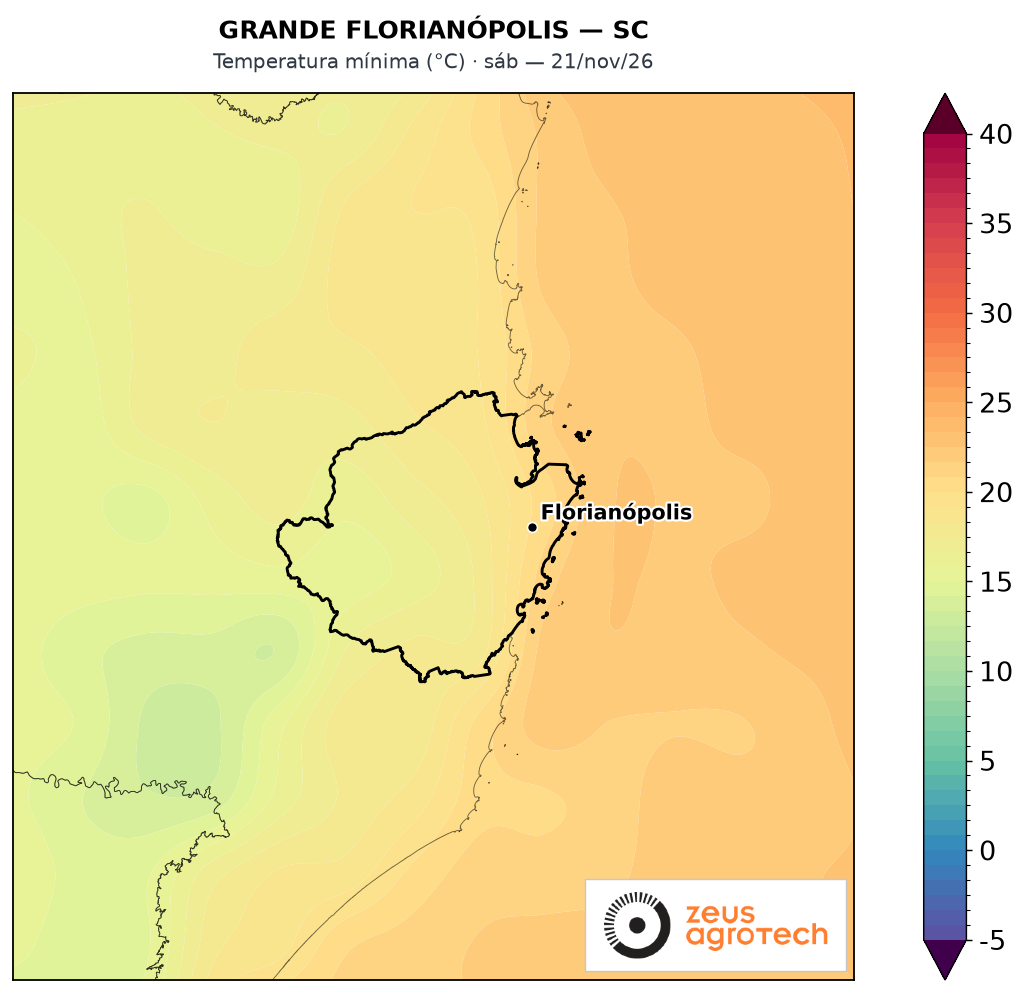 GRANDE FLORIANÓPOLIS — SC
Temperatura mínima (°C) · sáb — 21/nov/26
40
35
30
25
20
15
10
5
0
-5
Florianópolis
zeus
agrotech